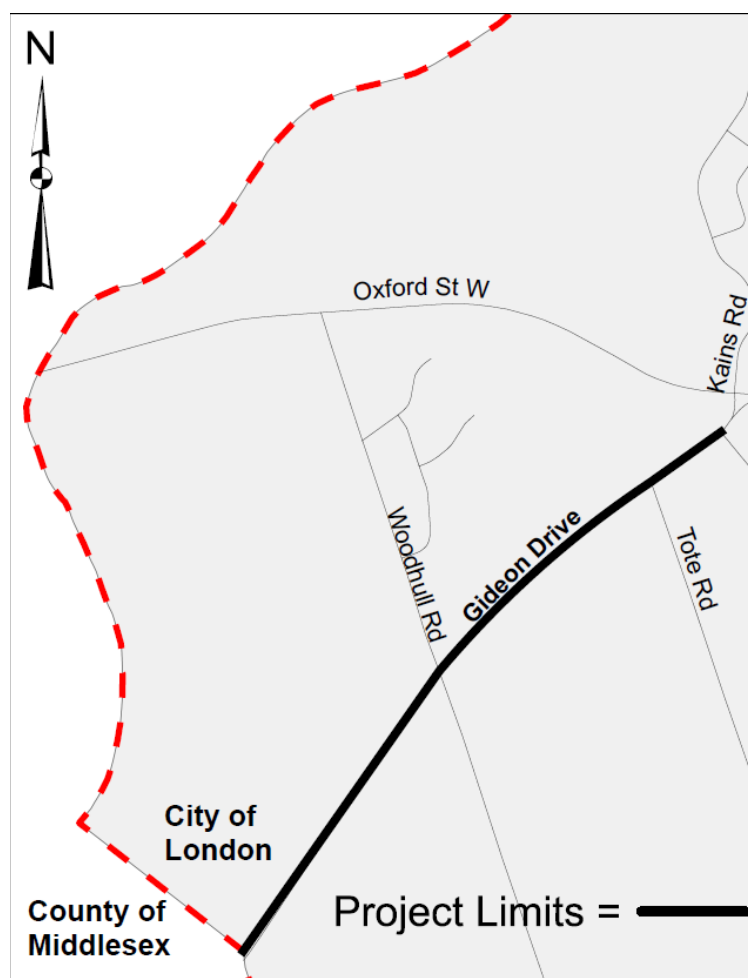 N
Oxford St W
Kains Rd
Woodhull Rd
Gideon Drive
Tote Rd
City of
London
County of
Middlesex
Project Limits =